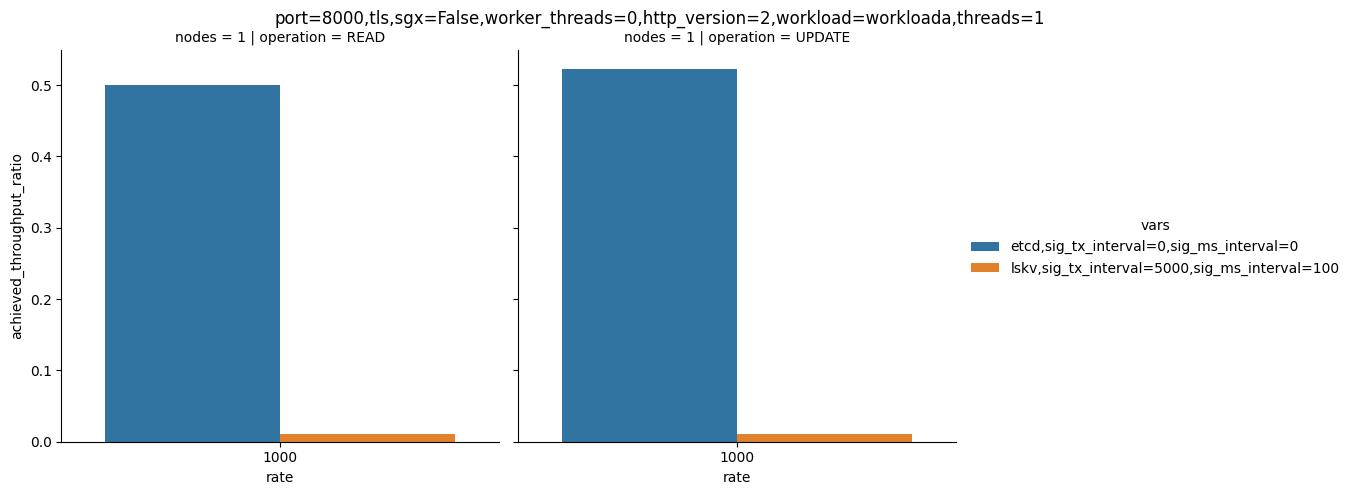 port=8000,tls,sgx=False,worker_threads=0,http_version=2,workload=workloada,threads=1
nodes = 1 | operation = READ
nodes = 1 | operation = UPDATE
achieved_throughput_ratio
0.5
0.4
0.3
0.2
0.1
0.0
1000
rate
1000
rate
vars
etcd,sig_tx_interval=0,sig_ms_interval=0
lskv,sig_tx_interval=5000,sig_ms_interval=100